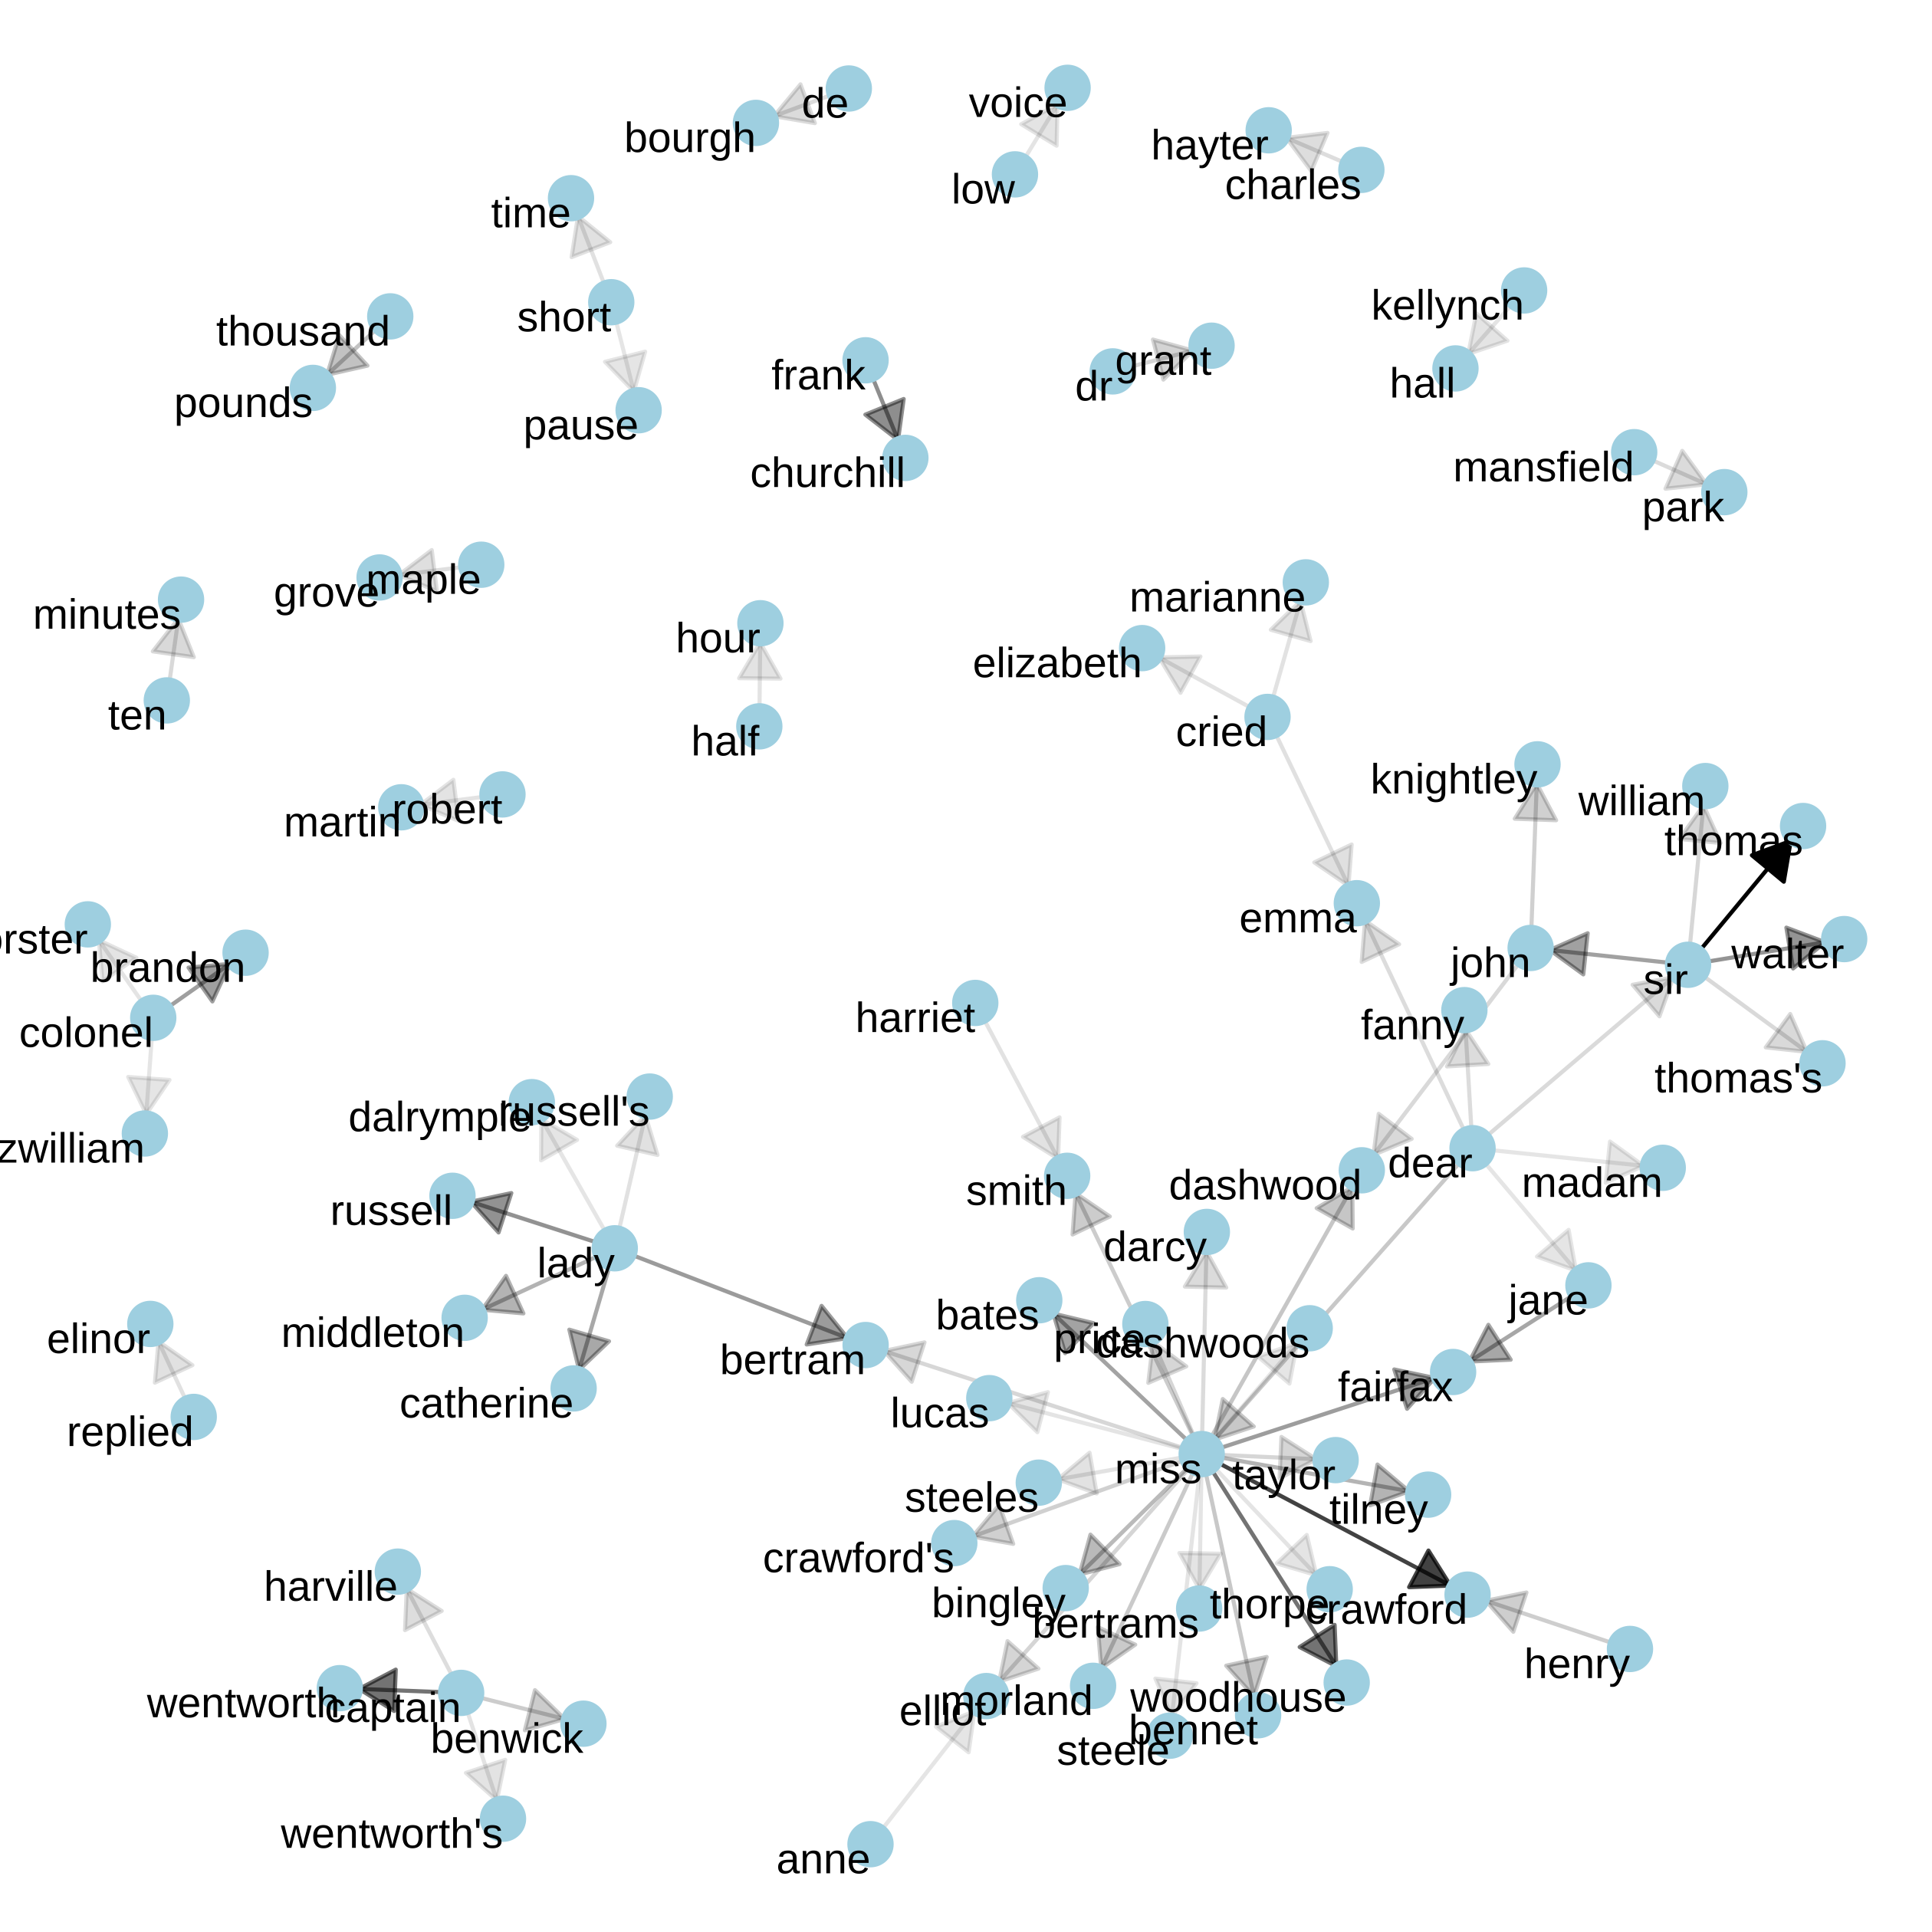 voice
de
bourgh
hayter
low
charles
time
kellynch
short
thousand
grant
frank
dr
hall
pounds
pause
mansfield
churchill
park
maple
grove
marianne
minutes
hour
elizabeth
ten
cried
half
knightley
william
robert
martin
thomas
emma
orster
walter
john
brandon
sir
harriet
fanny
colonel
thomas's
russell's
dalrymple
zwilliam
dear
madam
dashwood
smith
russell
darcy
lady
jane
bates
elinor
price
dashwoods
middleton
bertram
fairfax
catherine
lucas
replied
miss
taylor
steeles
tilney
crawford's
harville
bingley
thorpe
crawford
bertrams
henry
wentworth
morland
woodhouse
captain
elliot
bennet
benwick
steele
wentworth's
anne